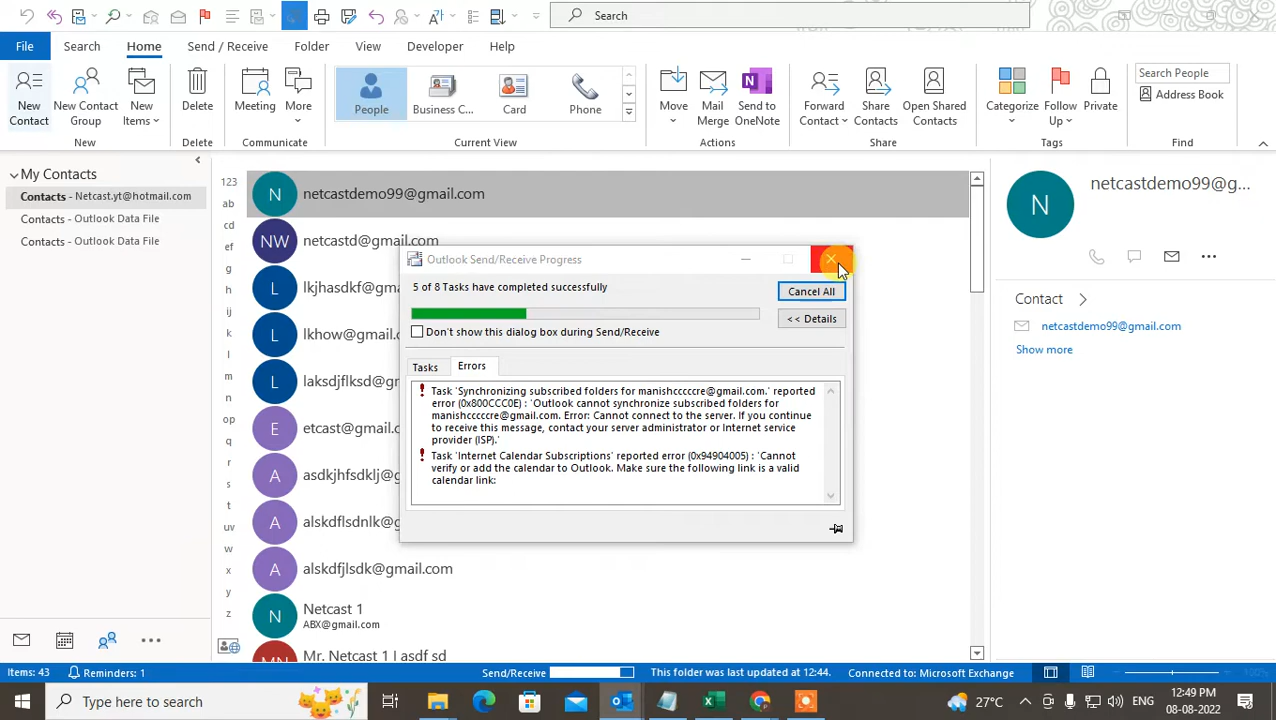 Search
File Search Home Send / Receive Folder View Developer Help
New Contact
New Contact Group
New Items
Delete
Meeting
More
People
Business C...
Card
Phone
Move
Mail Merge
Send to OneNote
Forward Contact
Share Contacts
Open Shared Contacts
Categorize
Follow Up
Private
Search People
Address Book
New Delete Communicate Current View Actions Share Tags Find
My Contacts
Contacts - Netcast.yt@hotmail.com
Contacts - Outlook Data File
Contacts - Outlook Data File
123
ab
cd
ef
gh
ij
kl
m
n
op
qr
st
uv
w
x
y
z
N netcastdemo99@gmail.com
NW netcastd@gmail.com
L lkjhasdkf@g
L lkhow@gmail
L laksdjflksd@g
E etcast@gmail.c
A asdkjhfsdklj@
A alskdflsdnlk@g
A alskdfjlsdk@gmail.com
N Netcast 1
ABX@gmail.com
MN Mr. Netcast 1 I asdf sd
Outlook Send/Receive Progress
5 of 8 Tasks have completed successfully
Cancel All
<< Details
Don't show this dialog box during Send/Receive
Tasks Errors
Task 'Synchronizing subscribed folders for manishcccccre@gmail.com.' reported
error (0x800CCC0E) : 'Outlook cannot synchronize subscribed folders for
manishcccccre@gmail.com. Error: Cannot connect to the server. If you continue
to receive this message, contact your server administrator or Internet service
provider (ISP).'
Task 'Internet Calendar Subscriptions' reported error (0x94904005) : 'Cannot
verify or add the calendar to Outlook. Make sure the following link is a valid
calendar link:
N
netcastdemo99@g...
Contact
netcastdemo99@gmail.com
Show more
Items: 43 Reminders: 1 Send/Receive This folder was last updated at 12:44. Connected to: Microsoft Exchange 100%
Type here to search
27°C ENG
12:49 PM
08-08-2022